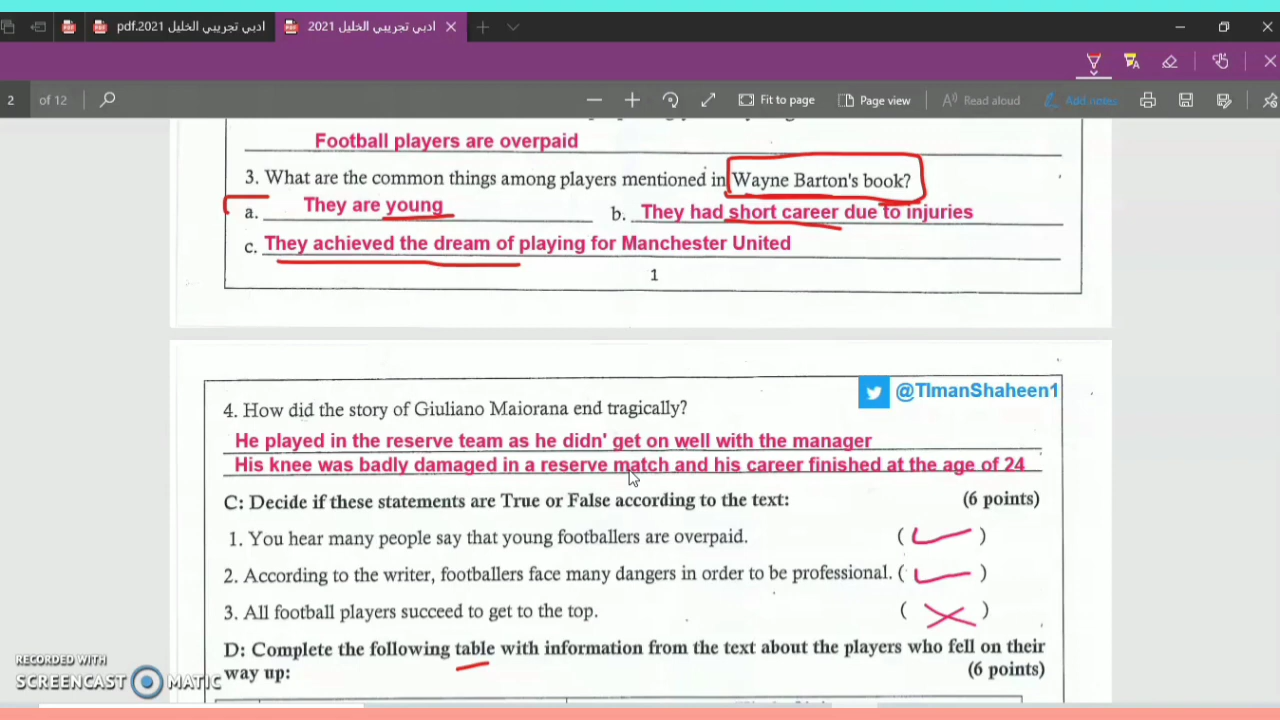 ادبي تجريبي الخليل 2021.pdf
ادبي تجريبي الخليل 2021
2 of 12
Fit to page
Page view
Read aloud
Add notes
Football players are overpaid
3. What are the common things among players mentioned in Wayne Barton's book?
a. They are young b. They had short career due to injuries
c. They achieved the dream of playing for Manchester United
1
@TImanShaheen1
4. How did the story of Giuliano Maiorana end tragically?
He played in the reserve team as he didn' get on well with the manager
His knee was badly damaged in a reserve match and his career finished at the age of 24
C: Decide if these statements are True or False according to the text: (6 points)
1. You hear many people say that young footballers are overpaid. ( )
2. According to the writer, footballers face many dangers in order to be professional. ( )
3. All football players succeed to get to the top. ( )
D: Complete the following table with information from the text about the players who fell on their
way up: (6 points)
RECORDED WITH
SCREENCAST MATIC